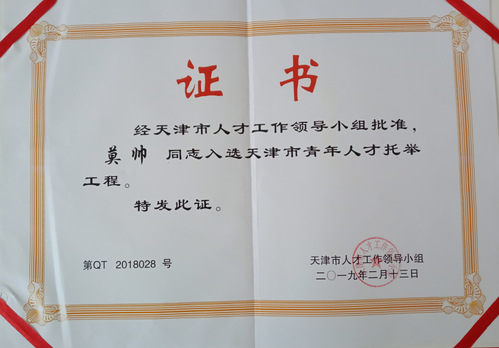 证书
经天津市人才工作领导小组批准，
莫帅 同志入选天津市青年人才托举
工程。
特发此证。
第QT 2018028 号
天津市人才工作领导小组
二〇一九年二月十三日